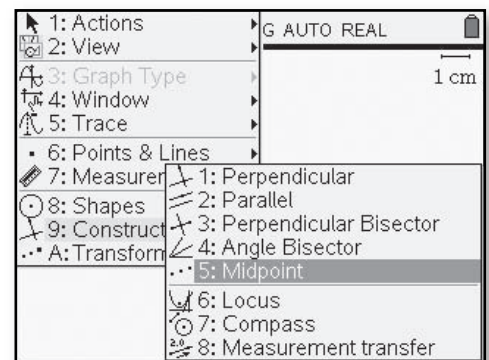 1: Actions
G AUTO REAL
2: View
3: Graph Type
1 cm
4: Window
5: Trace
6: Points & Lines
7: Measurer
1: Perpendicular
2: Parallel
8: Shapes
3: Perpendicular Bisector
9: Construct
4: Angle Bisector
A: Transform
5: Midpoint
6: Locus
7: Compass
8: Measurement transfer